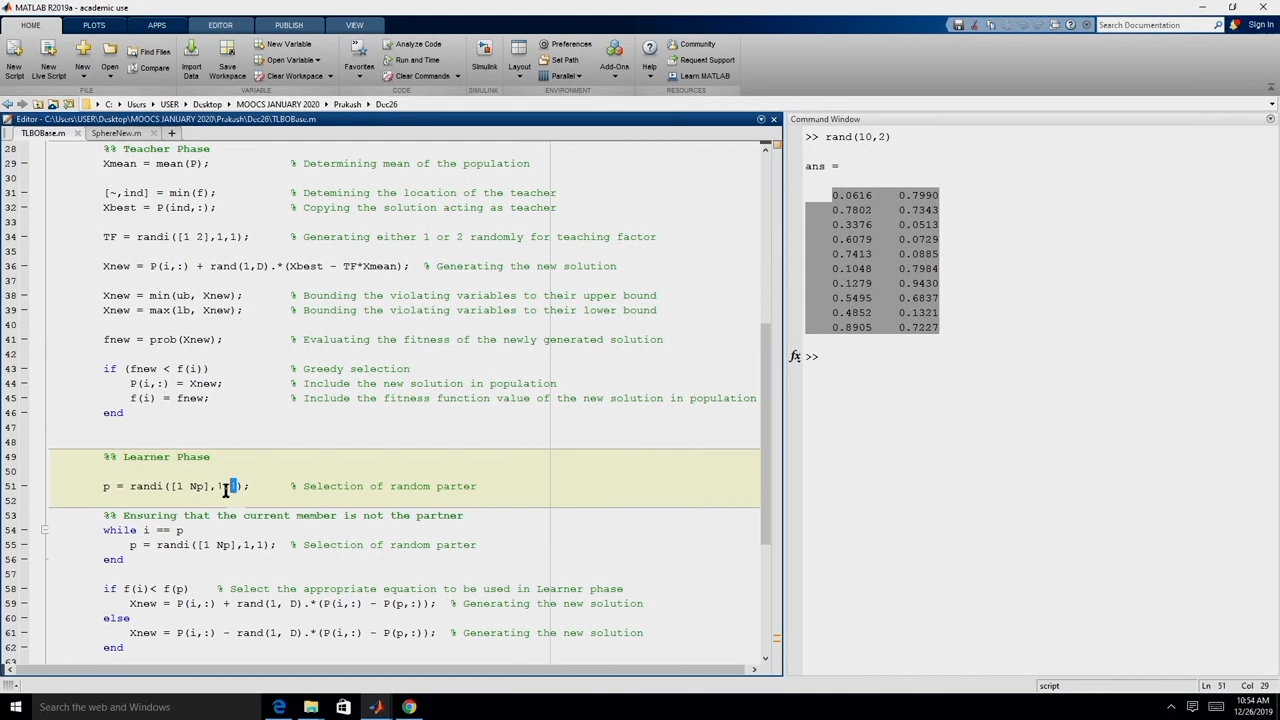 MATLAB R2019a - academic use
HOME PLOTS APPS EDITOR PUBLISH VIEW
Search Documentation Sign In
New Script
New Live Script
New
Open
Find Files
Compare
Import Data
Save Workspace
New Variable
Open Variable
Clear Workspace
Favorites
Analyze Code
Run and Time
Clear Commands
Simulink
Layout
Preferences
Set Path
Parallel
Add-Ons
Help
Community
Request Support
Learn MATLAB
FILE VARIABLE CODE SIMULINK ENVIRONMENT RESOURCES
C: Users USER Desktop MOOCS JANUARY 2020 Prakash Dec26
Editor - C:\Users\USER\Desktop\MOOCS JANUARY 2020\Prakash\Dec26\TLBOBase.m
TLBOBase.m SphereNew.m
28 %% Teacher Phase
29 Xmean = mean(P); % Determining mean of the population
30
31 [~,ind] = min(f); % Detemining the location of the teacher
32 Xbest = P(ind,:); % Copying the solution acting as teacher
33
34 TF = randi([1 2],1,1); % Generating either 1 or 2 randomly for teaching factor
35
36 Xnew = P(i,:) + rand(1,D).*(Xbest - TF*Xmean); % Generating the new solution
37
38 Xnew = min(ub, Xnew); % Bounding the violating variables to their upper bound
39 Xnew = max(lb, Xnew); % Bounding the violating variables to their lower bound
40
41 fnew = prob(Xnew); % Evaluating the fitness of the newly generated solution
42
43 if (fnew < f(i)) % Greedy selection
44 P(i,:) = Xnew; % Include the new solution in population
45 f(i) = fnew; % Include the fitness function value of the new solution in population
46 end
47
48
49 %% Learner Phase
50
51 p = randi([1 Np],1,1); % Selection of random parter
52
53 %% Ensuring that the current member is not the partner
54 while i == p
55 p = randi([1 Np],1,1); % Selection of random parter
56 end
57
58 if f(i)< f(p) % Select the appropriate equation to be used in Learner phase
59 Xnew = P(i,:) + rand(1, D).*(P(i,:) - P(p,:)); % Generating the new solution
60 else
61 Xnew = P(i,:) - rand(1, D).*(P(i,:) - P(p,:)); % Generating the new solution
62 end
63
Command Window
>> rand(10,2)
ans =
0.0616 0.7990
0.7802 0.7343
0.3376 0.0513
0.6079 0.0729
0.7413 0.0885
0.1048 0.7984
0.1279 0.9430
0.5495 0.6837
0.4852 0.1321
0.8905 0.7227
fx >>
script Ln 51 Col 29
Search the web and Windows
10:54 AM
12/26/2019